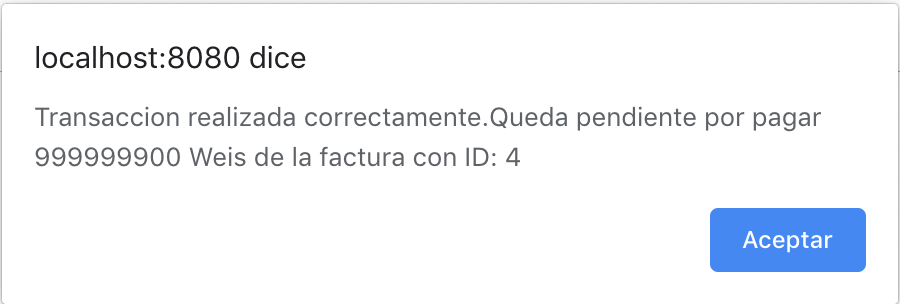 localhost:8080 dice
Transaccion realizada correctamente.Queda pendiente por pagar
999999900 Weis de la factura con ID: 4
Aceptar